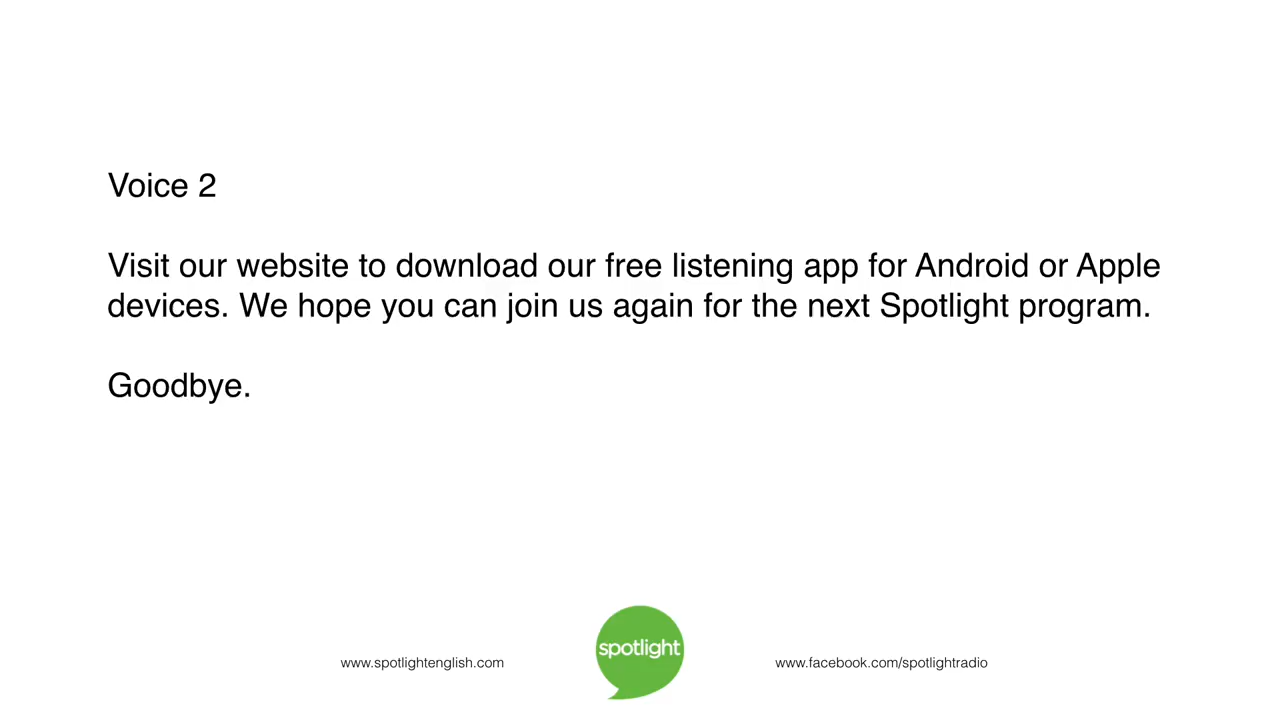 Voice 2
Visit our website to download our free listening app for Android or Apple
devices. We hope you can join us again for the next Spotlight program.
Goodbye.
spotlight
www.spotlightenglish.com
www.facebook.com/spotlightradio